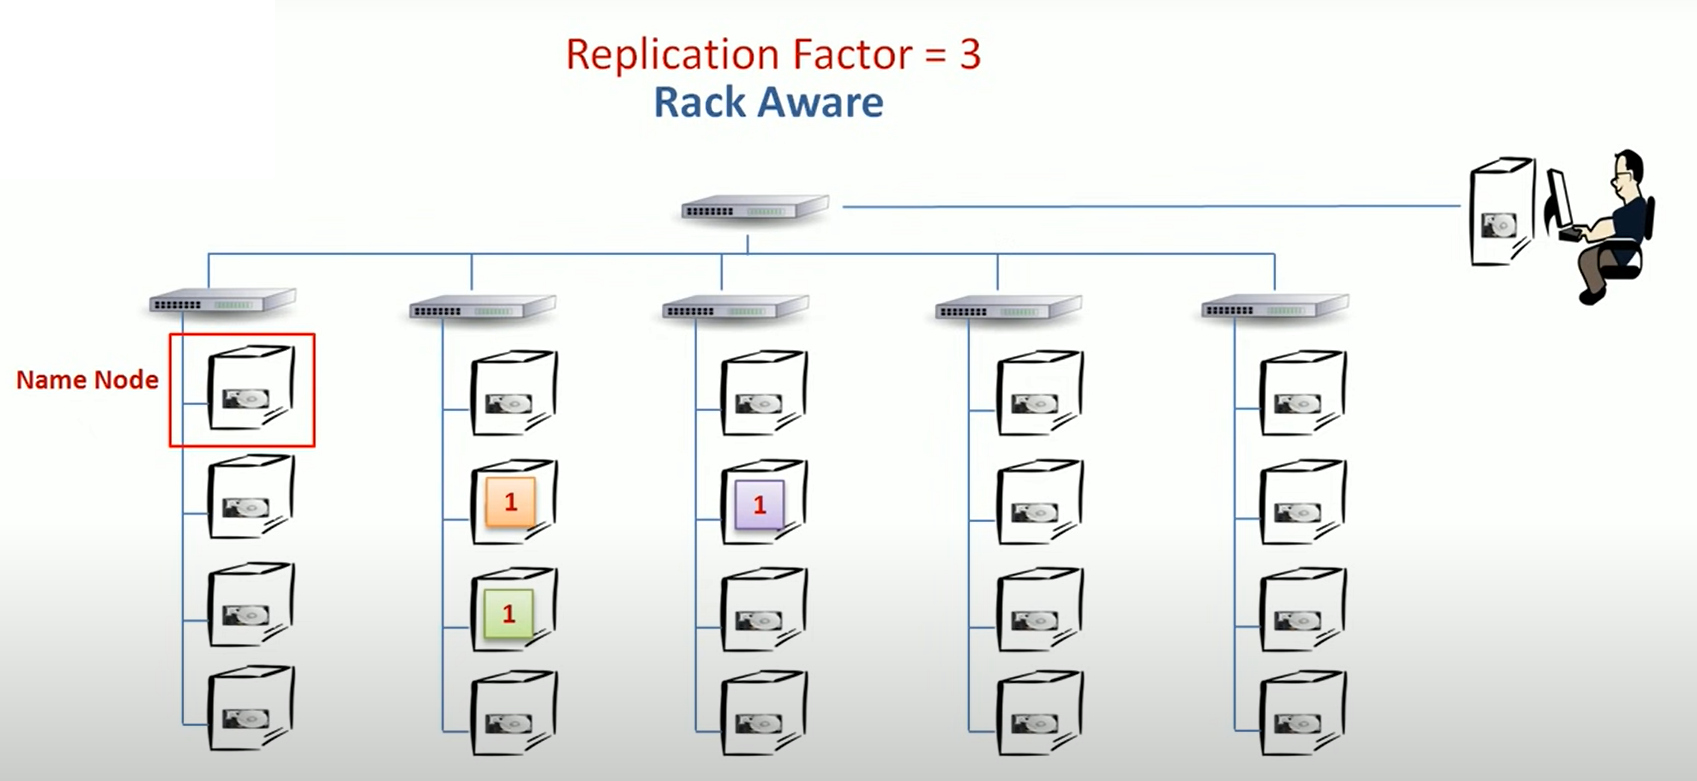 Replication Factor = 3
Rack Aware
Name Node
1
1
1